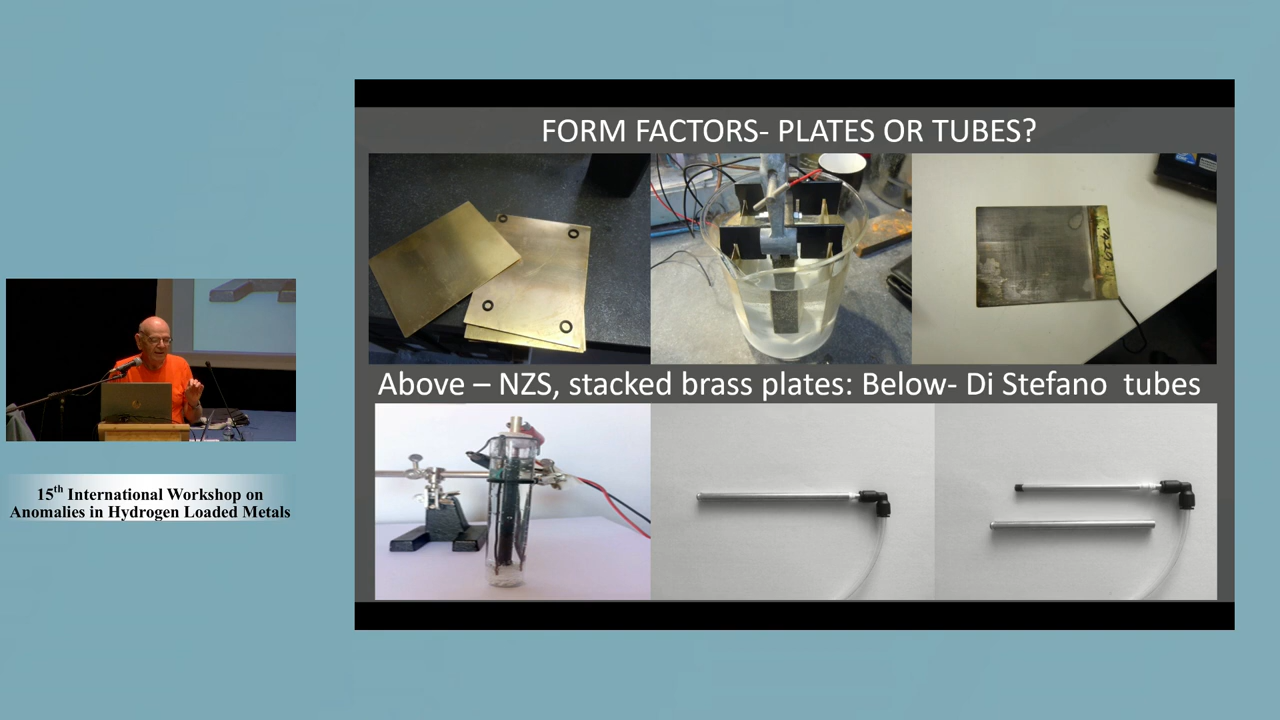 FORM FACTORS- PLATES OR TUBES?
Above – NZS, stacked brass plates: Below- Di Stefano tubes
15th International Workshop on
Anomalies in Hydrogen Loaded Metals